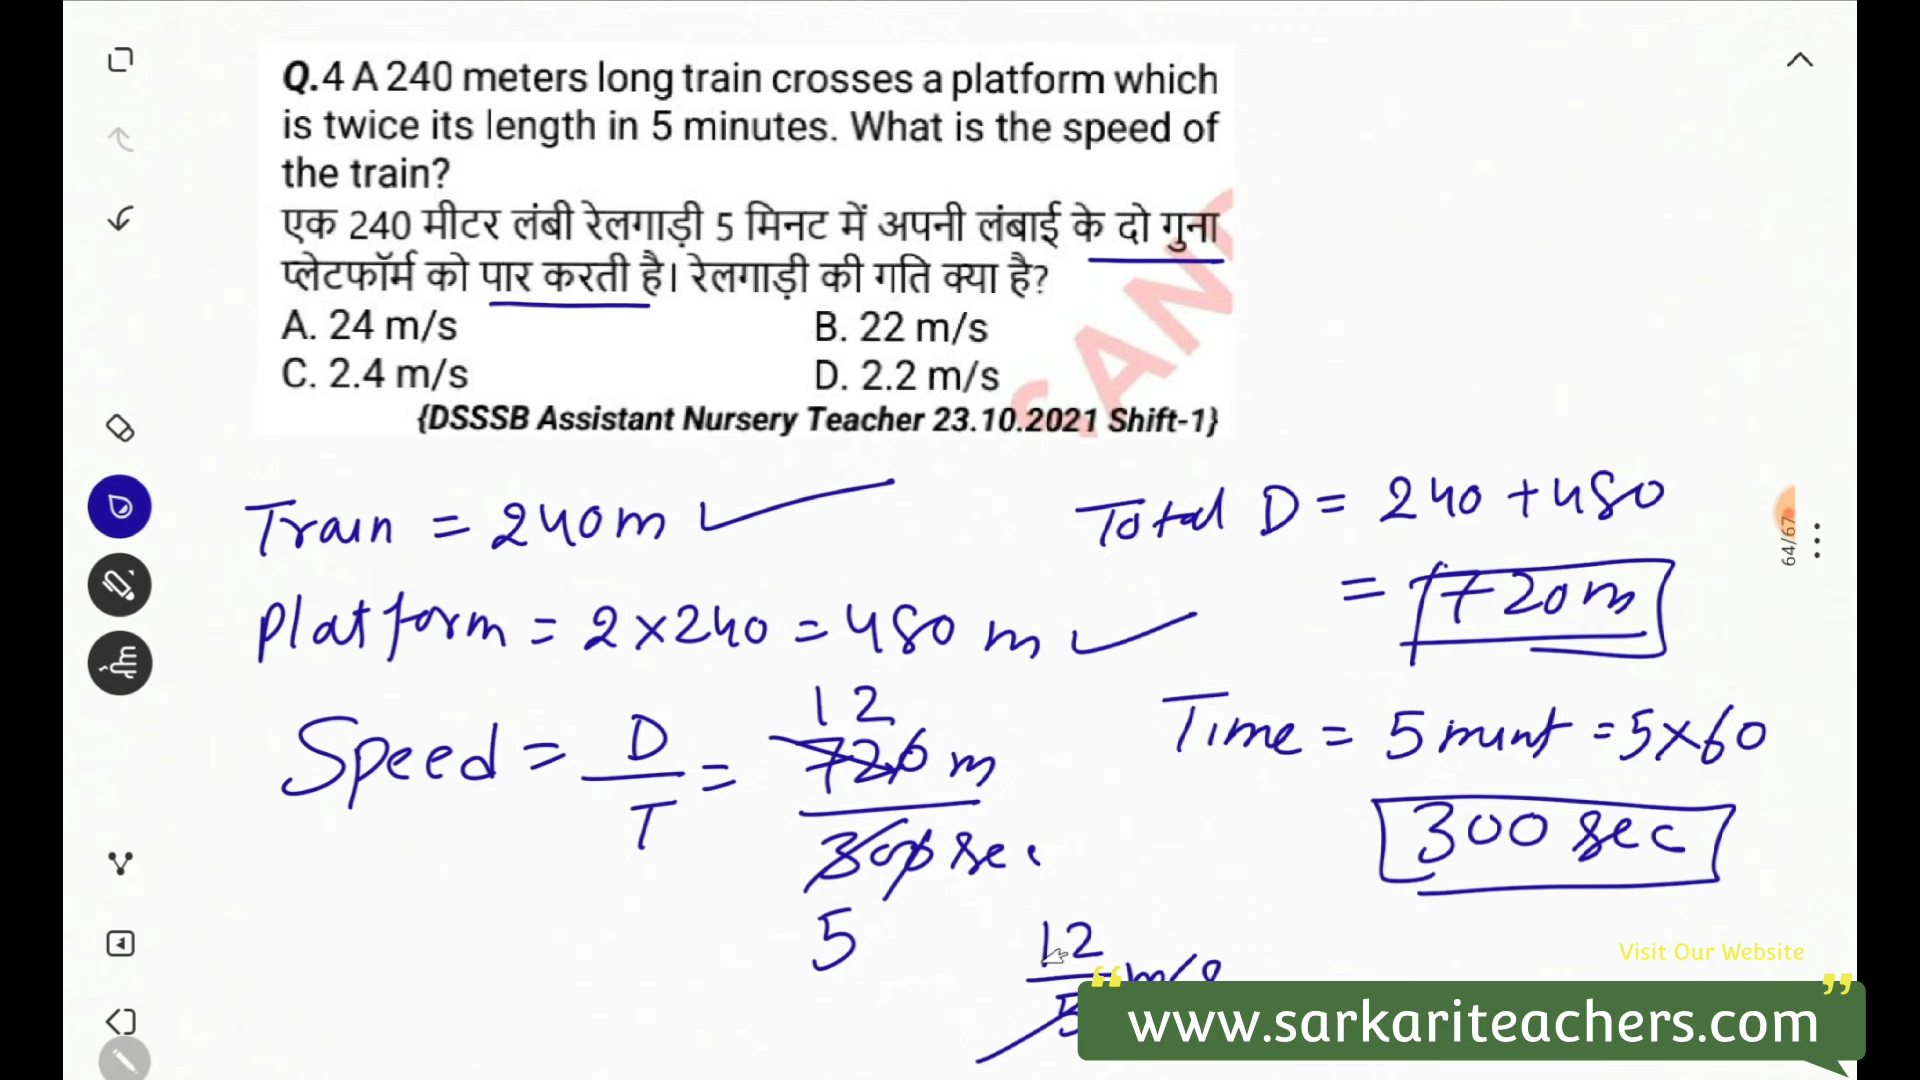 Q.4 A 240 meters long train crosses a platform which
is twice its length in 5 minutes. What is the speed of
the train?
एक 240 मीटर लंबी रेलगाड़ी 5 मिनट में अपनी लंबाई के दो गुना
प्लेटफॉर्म को पार करती है। रेलगाड़ी की गति क्या है?
A. 24 m/s B. 22 m/s
C. 2.4 m/s D. 2.2 m/s
{DSSSB Assistant Nursery Teacher 23.10.2021 Shift-1}
SAN
64/67
Train = 240m
Total D = 240 + 480
= 720m
Platform = 2 x 240 = 480 m
Time = 5 mint = 5x60
300 sec
12
Speed = D/T = 720 m / 300 sec
5
12/5 m/s
Visit Our Website
“ www.sarkariteachers.com ”